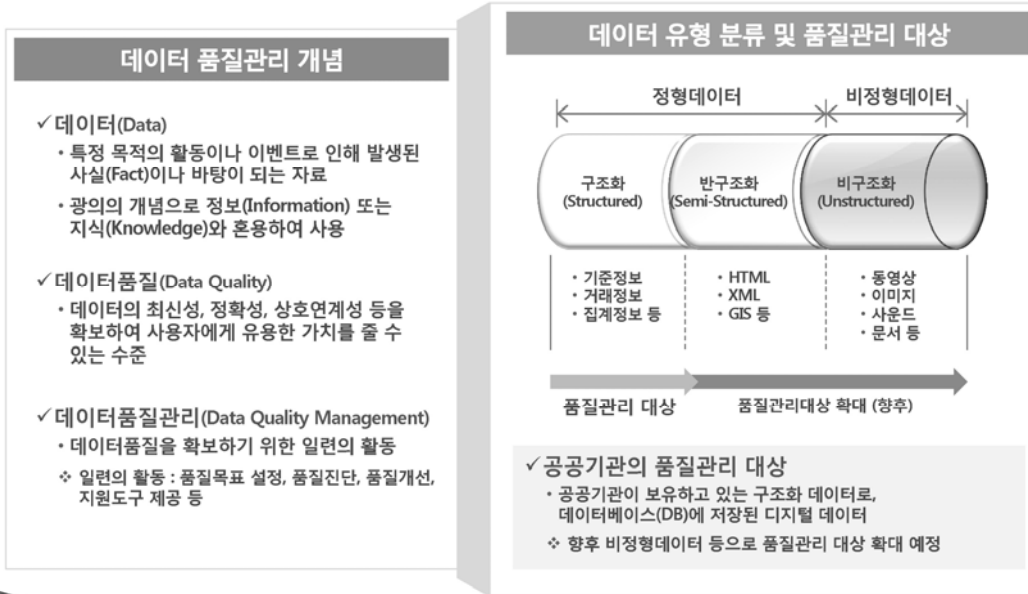 데이터 품질관리 개념
✓데이터(Data)
• 특정 목적의 활동이나 이벤트로 인해 발생된
사실(Fact)이나 바탕이 되는 자료
• 광의의 개념으로 정보(Information) 또는
지식(Knowledge)와 혼용하여 사용
✓데이터품질(Data Quality)
• 데이터의 최신성, 정확성, 상호연계성 등을
확보하여 사용자에게 유용한 가치를 줄 수
있는 수준
✓데이터품질관리(Data Quality Management)
• 데이터품질을 확보하기 위한 일련의 활동
❖ 일련의 활동 : 품질목표 설정, 품질진단, 품질개선,
지원도구 제공 등
데이터 유형 분류 및 품질관리 대상
정형데이터
비정형데이터
구조화
(Structured)
반구조화
(Semi-Structured)
비구조화
(Unstructured)
• 기준정보
• 거래정보
• 집계정보 등
• HTML
• XML
• GIS 등
• 동영상
• 이미지
• 사운드
• 문서 등
품질관리 대상
품질관리대상 확대 (향후)
✓공공기관의 품질관리 대상
• 공공기관이 보유하고 있는 구조화 데이터로,
데이터베이스(DB)에 저장된 디지털 데이터
❖ 향후 비정형데이터 등으로 품질관리 대상 확대 예정